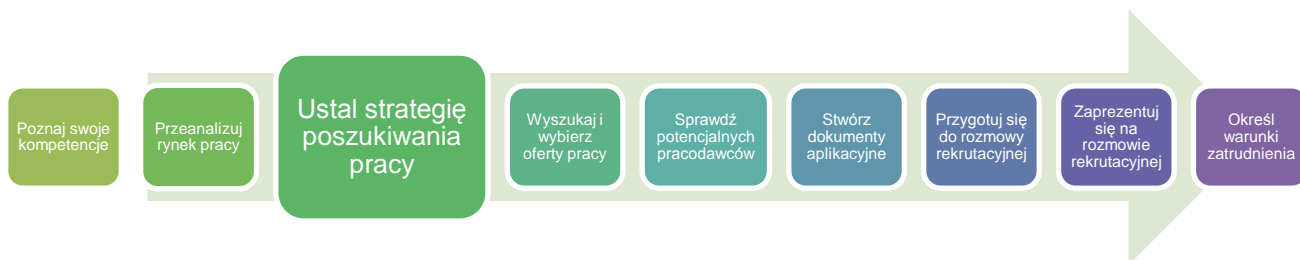 Poznaj swoje
kompetencje
Przeanalizuj
rynek pracy
Ustal strategię
poszukiwania
pracy
Wyszukaj i
wybierz
oferty pracy
Sprawdź
potencjalnych
pracodawców
Stwórz
dokumenty
aplikacyjne
Przygotuj się
do rozmowy
rekrutacyjnej
Zaprezentuj
się na
rozmowie
rekrutacyjnej
Określ
warunki
zatrudnienia